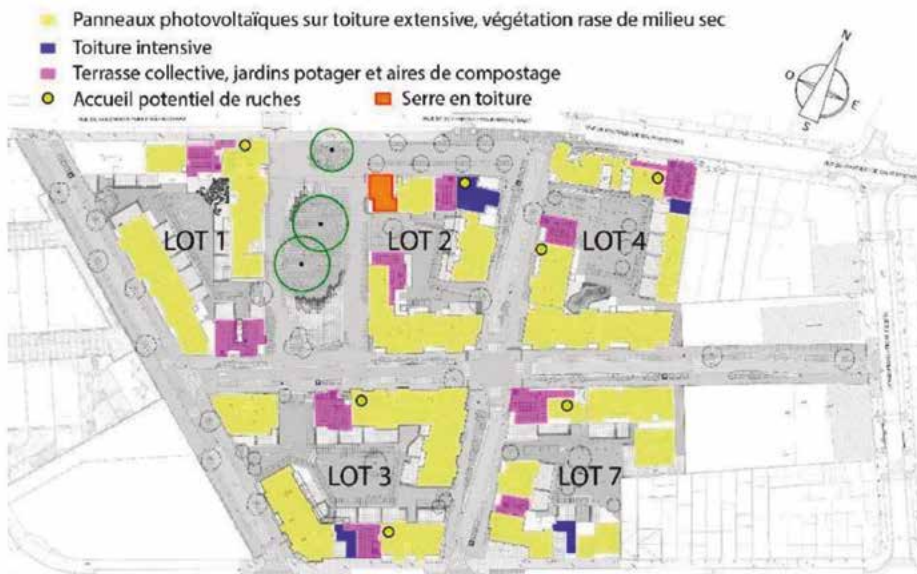 Panneaux photovoltaïques sur toiture extensive, végétation rase de milieu sec
Toiture intensive
Terrasse collective, jardins potager et aires de compostage
Accueil potentiel de ruches
Serre en toiture
N
O
E
S
LOT 1
LOT 2
LOT 4
LOT 3
LOT 7